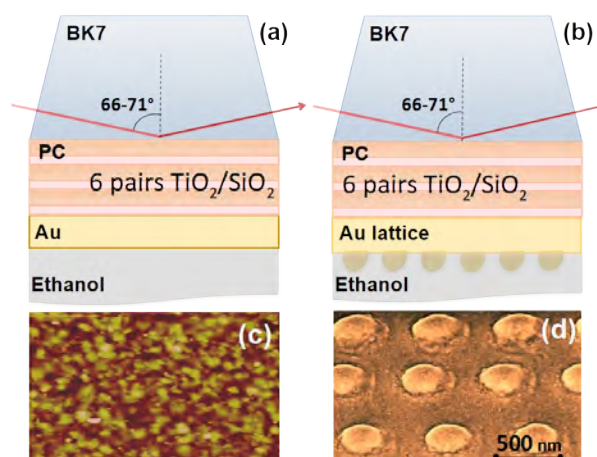 BK7
(a)
66-71°
PC
6 pairs TiO₂/SiO₂
Au
Ethanol
BK7
(b)
66-71°
PC
6 pairs TiO₂/SiO₂
Au lattice
Ethanol
(c)
(d)
500 nm